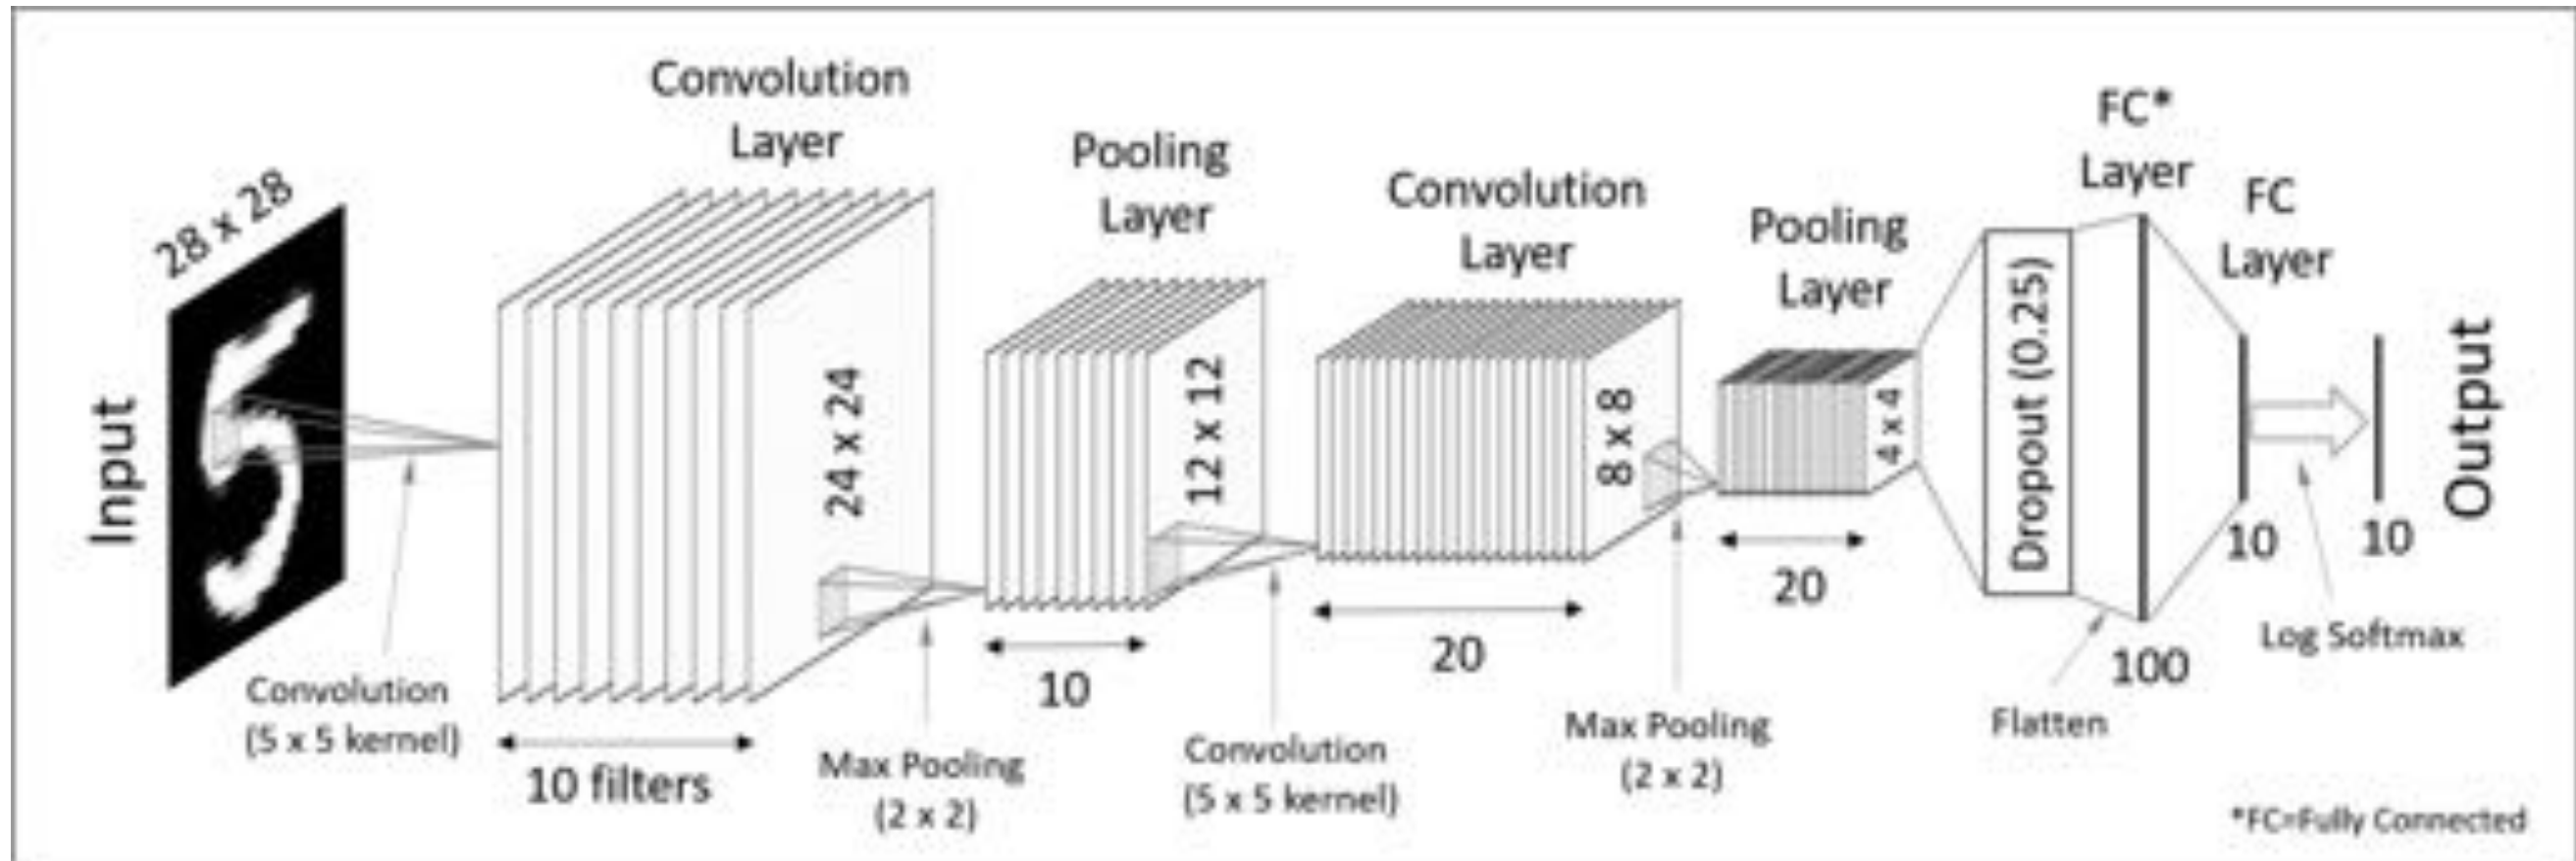 Input
28 x 28
Convolution
(5 x 5 kernel)
Convolution
Layer
24 x 24
10 filters
Max Pooling
(2 x 2)
Pooling
Layer
12 x 12
10
Convolution
(5 x 5 kernel)
Convolution
Layer
8 x 8
20
Max Pooling
(2 x 2)
Pooling
Layer
4 x 4
20
Dropout (0.25)
Flatten
FC*
Layer
100
FC
Layer
10
Log Softmax
10
Output
*FC=Fully Connected